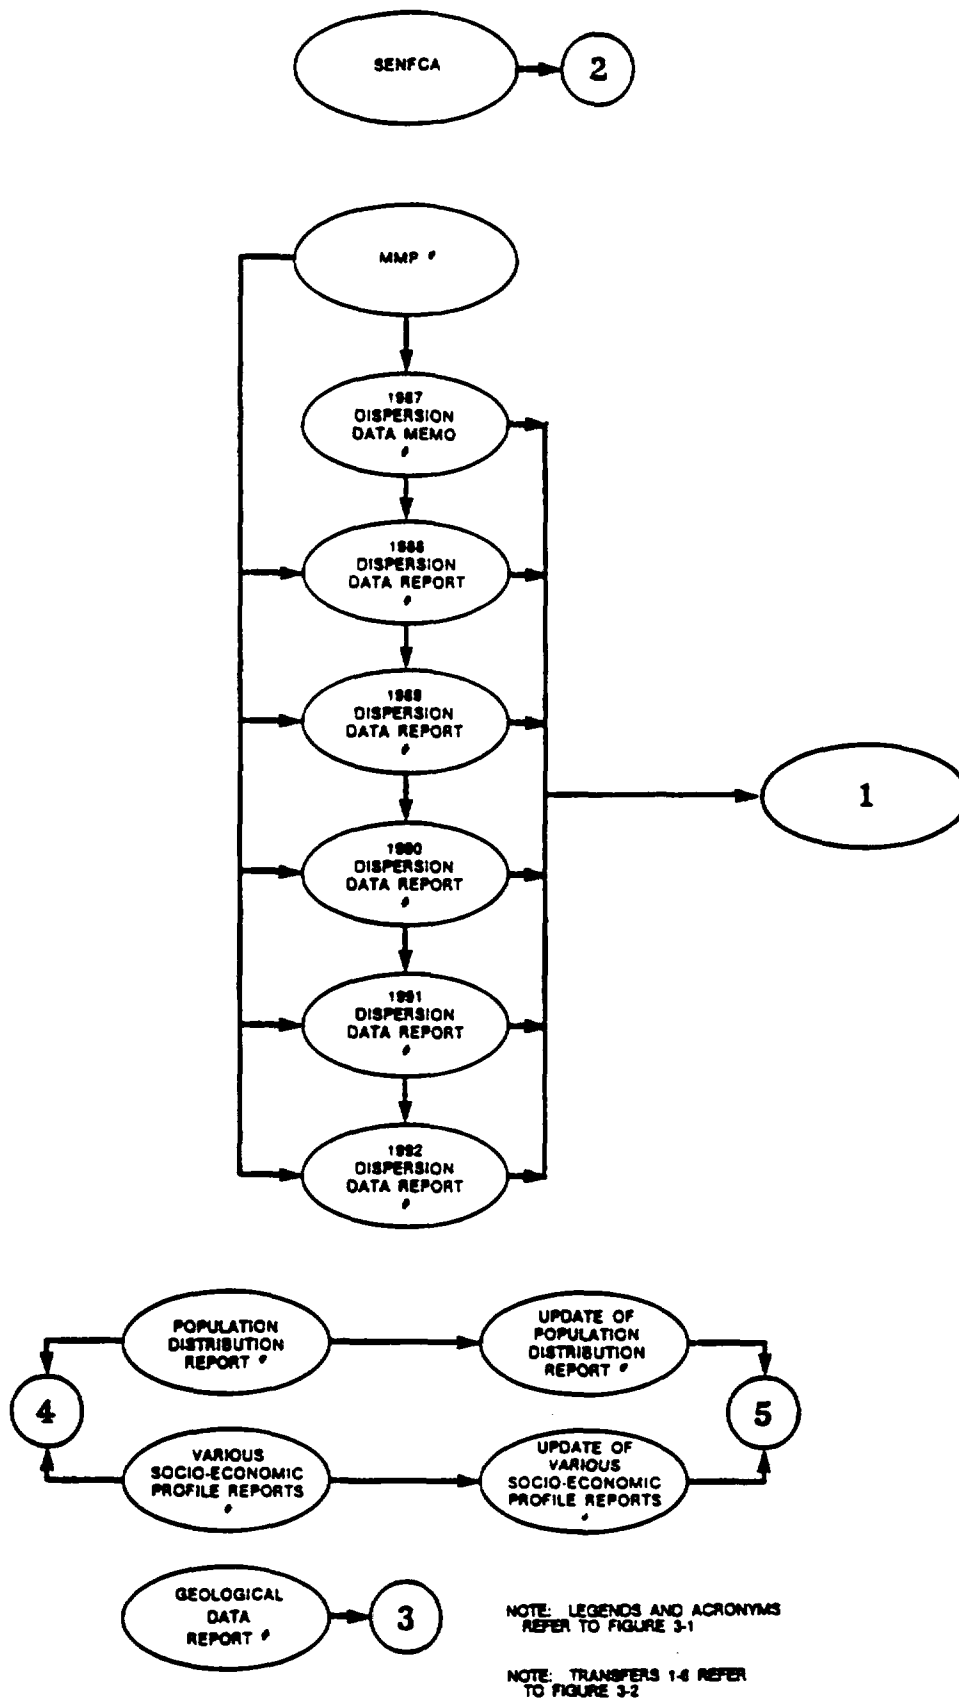 SENFCA
2
MMP
1987
DISPERSION
DATA MEMO
1988
DISPERSION
DATA REPORT
1989
DISPERSION
DATA REPORT
1
1990
DISPERSION
DATA REPORT
1991
DISPERSION
DATA REPORT
1992
DISPERSION
DATA REPORT
POPULATION
DISTRIBUTION
REPORT
UPDATE OF
POPULATION
DISTRIBUTION
REPORT
4
5
VARIOUS
SOCIO-ECONOMIC
PROFILE REPORTS
UPDATE OF
VARIOUS
SOCIO-ECONOMIC
PROFILE REPORTS
GEOLOGICAL
DATA
REPORT
3
NOTE: LEGENDS AND ACRONYMS
REFER TO FIGURE 3-1
NOTE: TRANSFERS 1-6 REFER
TO FIGURE 3-2